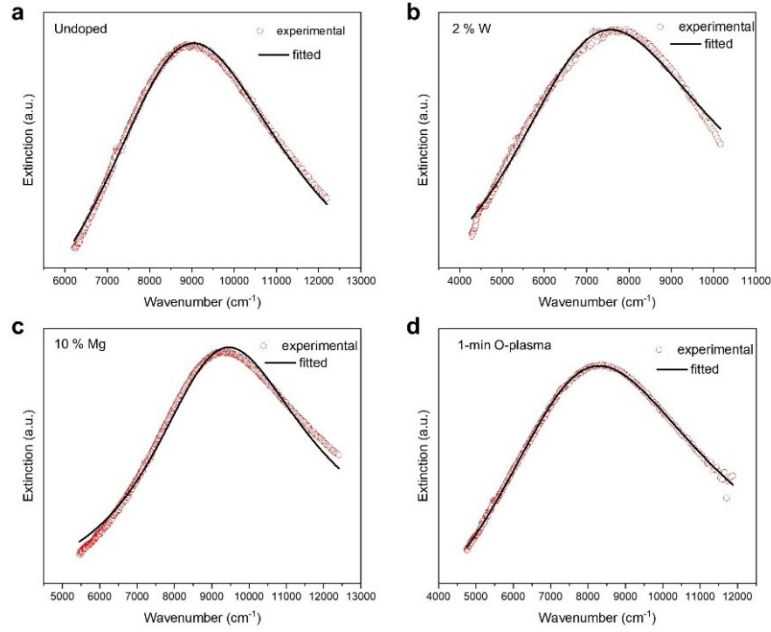 a
Undoped
experimental
fitted
Extinction (a.u.)
6000 7000 8000 9000 10000 11000 12000 13000
Wavenumber (cm⁻¹)
b
2 % W
experimental
fitted
Extinction (a.u.)
4000 5000 6000 7000 8000 9000 10000 11000
Wavenumber (cm⁻¹)
c
10 % Mg
experimental
fitted
Extinction (a.u.)
5000 6000 7000 8000 9000 10000 11000 12000 13000
Wavenumber (cm⁻¹)
d
1-min O-plasma
experimental
fitted
Extinction (a.u.)
4000 5000 6000 7000 8000 9000 10000 11000 12000
Wavenumber (cm⁻¹)